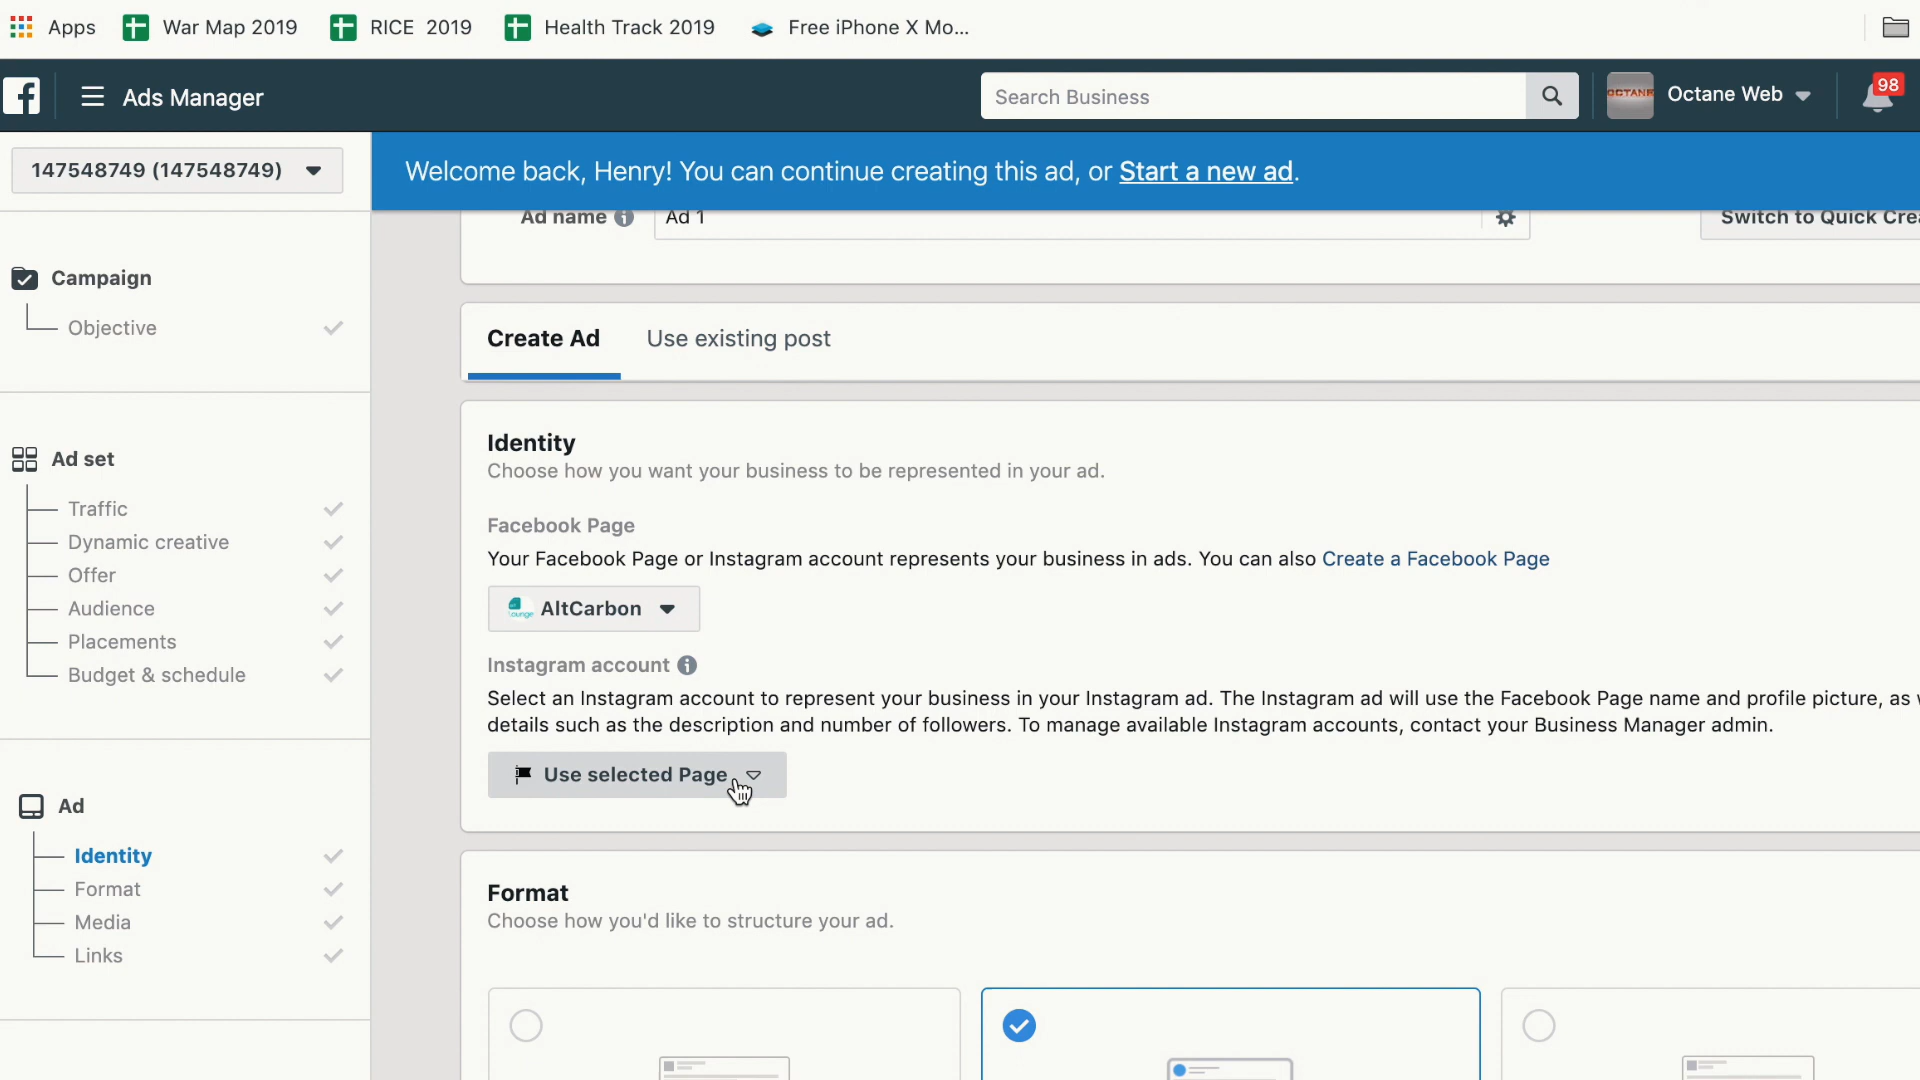 Apps War Map 2019 RICE 2019 Health Track 2019 Free iPhone X Mo...
Ads Manager Search Business OCTANE Octane Web 98
147548749 (147548749) Welcome back, Henry! You can continue creating this ad, or Start a new ad.
Ad name Ad 1 Switch to Quick Crea
Campaign
Objective
Create Ad Use existing post
Ad set
Traffic
Dynamic creative
Offer
Audience
Placements
Budget & schedule
Ad
Identity
Format
Media
Links
Identity
Choose how you want your business to be represented in your ad.
Facebook Page
Your Facebook Page or Instagram account represents your business in ads. You can also Create a Facebook Page
AltCarbon
Instagram account
Select an Instagram account to represent your business in your Instagram ad. The Instagram ad will use the Facebook Page name and profile picture, as
details such as the description and number of followers. To manage available Instagram accounts, contact your Business Manager admin.
Use selected Page
Format
Choose how you'd like to structure your ad.